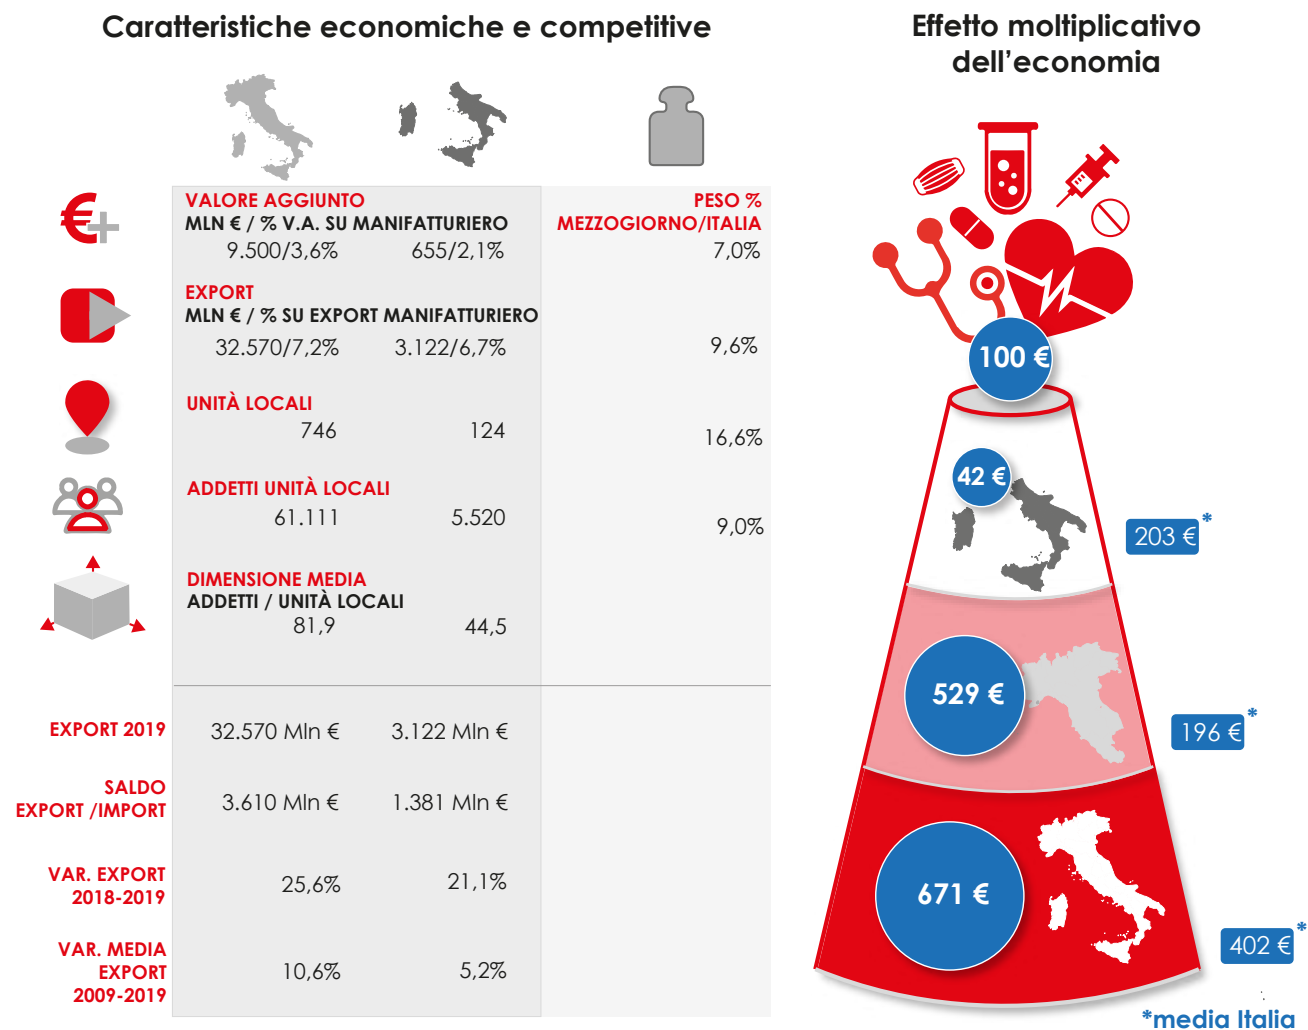 Caratteristiche economiche e competitive
Effetto moltiplicativo
dell'economia
VALORE AGGIUNTO
MLN € / % V.A. SU MANIFATTURIERO
9.500/3,6% 655/2,1%
PESO %
MEZZOGIORNO/ITALIA
7,0%
EXPORT
MLN € / % SU EXPORT MANIFATTURIERO
32.570/7,2% 3.122/6,7% 9,6%
UNITÀ LOCALI
746 124 16,6%
ADDETTI UNITÀ LOCALI
61.111 5.520 9,0%
DIMENSIONE MEDIA
ADDETTI / UNITÀ LOCALI
81,9 44,5
EXPORT 2019 32.570 Mln € 3.122 Mln €
SALDO
EXPORT /IMPORT 3.610 Mln € 1.381 Mln €
VAR. EXPORT
2018-2019 25,6% 21,1%
VAR. MEDIA
EXPORT
2009-2019 10,6% 5,2%
€+
100 €
42 €
203 €*
529 €
196 €*
671 €
402 €*
*media Italia